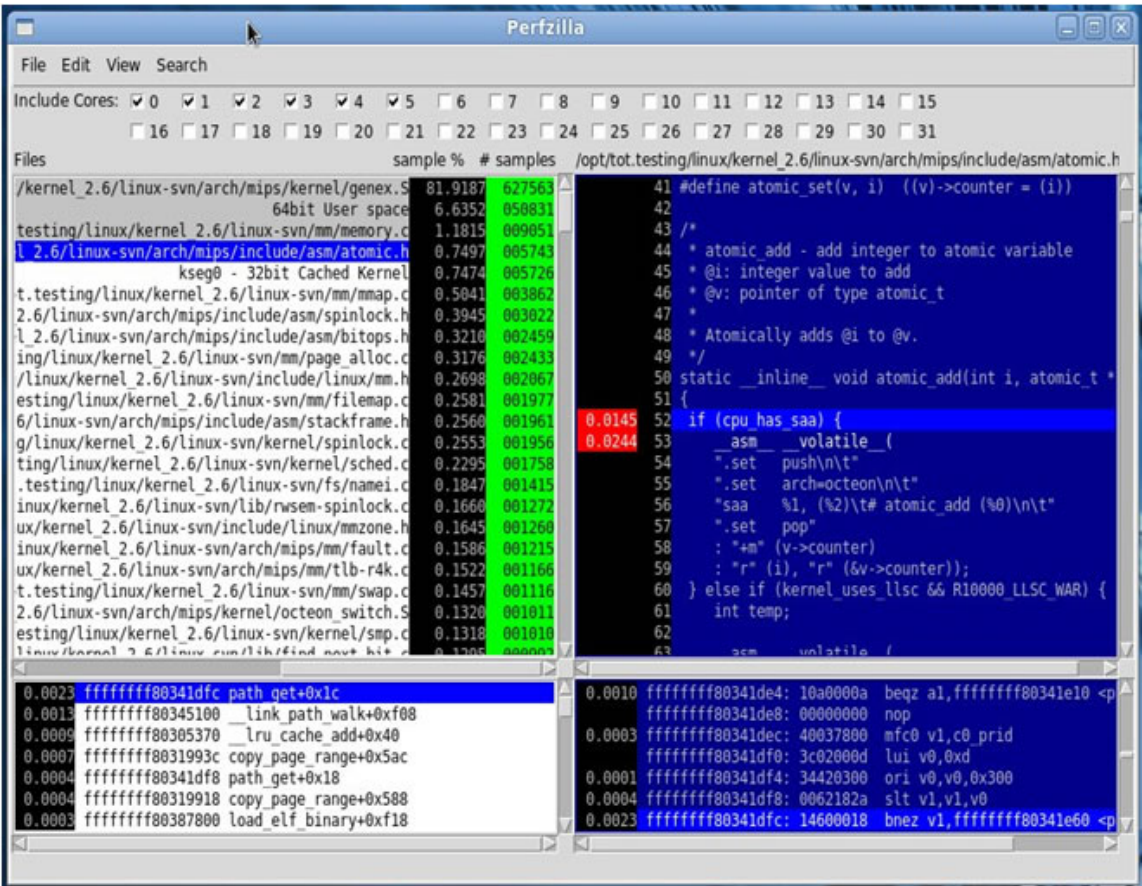 Perfzilla
File Edit View Search
Include Cores: 0 1 2 3 4 5 6 7 8 9 10 11 12 13 14 15
16 17 18 19 20 21 22 23 24 25 26 27 28 29 30 31
Files sample % # samples
/kernel_2.6/linux-svn/arch/mips/kernel/genex.S 81.9187 627563
64bit User space 6.6352 050831
testing/linux/kernel_2.6/linux-svn/mm/memory.c 1.1815 009051
l_2.6/linux-svn/arch/mips/include/asm/atomic.h 0.7497 005743
kseg0 - 32bit Cached Kernel 0.7474 005726
t.testing/linux/kernel_2.6/linux-svn/mm/mmap.c 0.5041 003862
2.6/linux-svn/arch/mips/include/asm/spinlock.h 0.3945 003022
l_2.6/linux-svn/arch/mips/include/asm/bitops.h 0.3210 002459
ing/linux/kernel_2.6/linux-svn/mm/page_alloc.c 0.3176 002433
/linux/kernel_2.6/linux-svn/include/linux/mm.h 0.2698 002067
esting/linux/kernel_2.6/linux-svn/mm/filemap.c 0.2581 001977
6/linux-svn/arch/mips/include/asm/stackframe.h 0.2560 001961
g/linux/kernel_2.6/linux-svn/kernel/spinlock.c 0.2553 001956
ting/linux/kernel_2.6/linux-svn/kernel/sched.c 0.2295 001758
.testing/linux/kernel_2.6/linux-svn/fs/namei.c 0.1847 001415
inux/kernel_2.6/linux-svn/lib/rwsem-spinlock.c 0.1660 001272
ux/kernel_2.6/linux-svn/include/linux/mmzone.h 0.1645 001260
inux/kernel_2.6/linux-svn/arch/mips/mm/fault.c 0.1586 001215
ux/kernel_2.6/linux-svn/arch/mips/mm/tlb-r4k.c 0.1522 001166
t.testing/linux/kernel_2.6/linux-svn/mm/swap.c 0.1457 001116
2.6/linux-svn/arch/mips/kernel/octeon_switch.S 0.1320 001011
esting/linux/kernel_2.6/linux-svn/kernel/smp.c 0.1318 001010
/opt/tot.testing/linux/kernel_2.6/linux-svn/arch/mips/include/asm/atomic.h
41 #define atomic_set(v, i) ((v)->counter = (i))
42
43 /*
44 * atomic_add - add integer to atomic variable
45 * @i: integer value to add
46 * @v: pointer of type atomic_t
47 *
48 * Atomically adds @i to @v.
49 */
50 static __inline__ void atomic_add(int i, atomic_t *
51 {
0.0145 52 if (cpu_has_saa) {
0.0244 53 __asm__ __volatile__(
54 ".set push\n\t"
55 ".set arch=octeon\n\t"
56 "saa %1, (%2)\t# atomic_add (%0)\n\t"
57 ".set pop"
58 : "+m" (v->counter)
59 : "r" (i), "r" (&v->counter));
60 } else if (kernel_uses_llsc && R10000_LLSC_WAR) {
61 int temp;
62
63
0.0023 ffffffff80341dfc path_get+0x1c
0.0013 ffffffff80345100 __link_path_walk+0xf08
0.0009 ffffffff80305370 __lru_cache_add+0x40
0.0007 ffffffff8031993c copy_page_range+0x5ac
0.0004 ffffffff80341df8 path_get+0x18
0.0004 ffffffff80319918 copy_page_range+0x588
0.0003 ffffffff80387800 load_elf_binary+0xf18
0.0010 ffffffff80341de4: 10a0000a beqz a1,ffffffff80341e10 <p
ffffffff80341de8: 00000000 nop
0.0003 ffffffff80341dec: 40037800 mfc0 v1,c0_prid
ffffffff80341df0: 3c02000d lui v0,0xd
0.0001 ffffffff80341df4: 34420300 ori v0,v0,0x300
0.0004 ffffffff80341df8: 0062182a slt v1,v1,v0
0.0023 ffffffff80341dfc: 14600018 bnez v1,ffffffff80341e60 <p